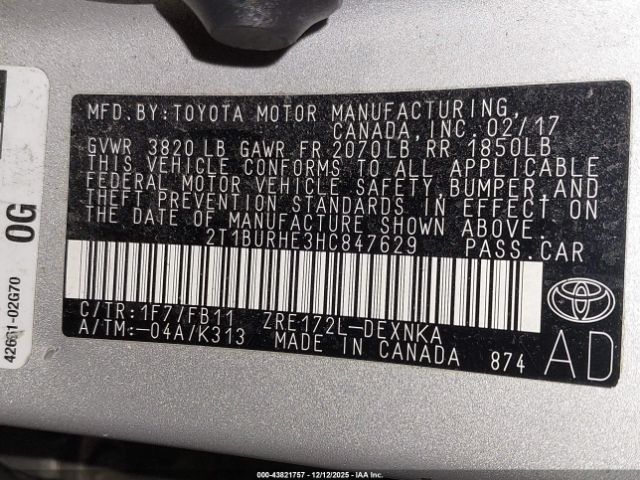 MFD.BY:TOYOTA MOTOR MANUFACTURING,
CANADA,INC.02/17
GVWR 3820LB GAWR FR 2070LB RR 1850LB
THIS VEHICLE CONFORMS TO ALL APPLICABLE
FEDERAL MOTOR VEHICLE SAFETY,BUMPER,AND
THEFT PREVENTION STANDARDS IN EFFECT ON
THE DATE OF MANUFACTURE SHOWN ABOVE.
2T1BURHE3HC847629 PASS.CAR
C/TR:1F7/FB11 ZRE172L-DEXNKA
A/TM:-04A/K313 MADE IN CANADA 874
AD
0G
42661-02G70
000-43821757 - 12/12/2025 - IAA Inc.